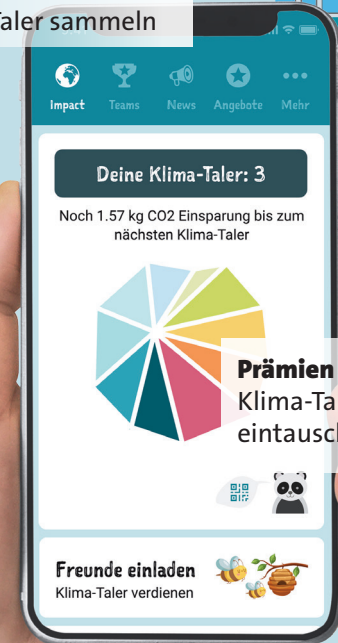 Taler sammeln
Impact Teams News Angebote Mehr
Deine Klima-Taler: 3
Noch 1.57 kg CO2 Einsparung bis zum
nächsten Klima-Taler
Prämien
Klima-Ta
eintausch
Freunde einladen
Klima-Taler verdienen